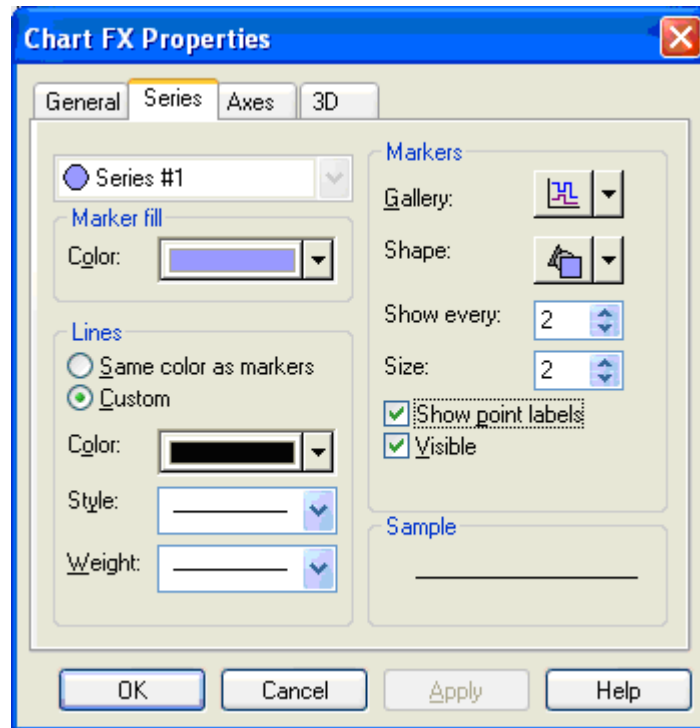 Chart FX Properties
General Series Axes 3D
Series #1
Marker fill
Color:
Lines
Same color as markers
Custom
Color:
Style:
Weight:
Markers
Gallery:
Shape:
Show every: 2
Size: 2
Show point labels
Visible
Sample
OK Cancel Apply Help